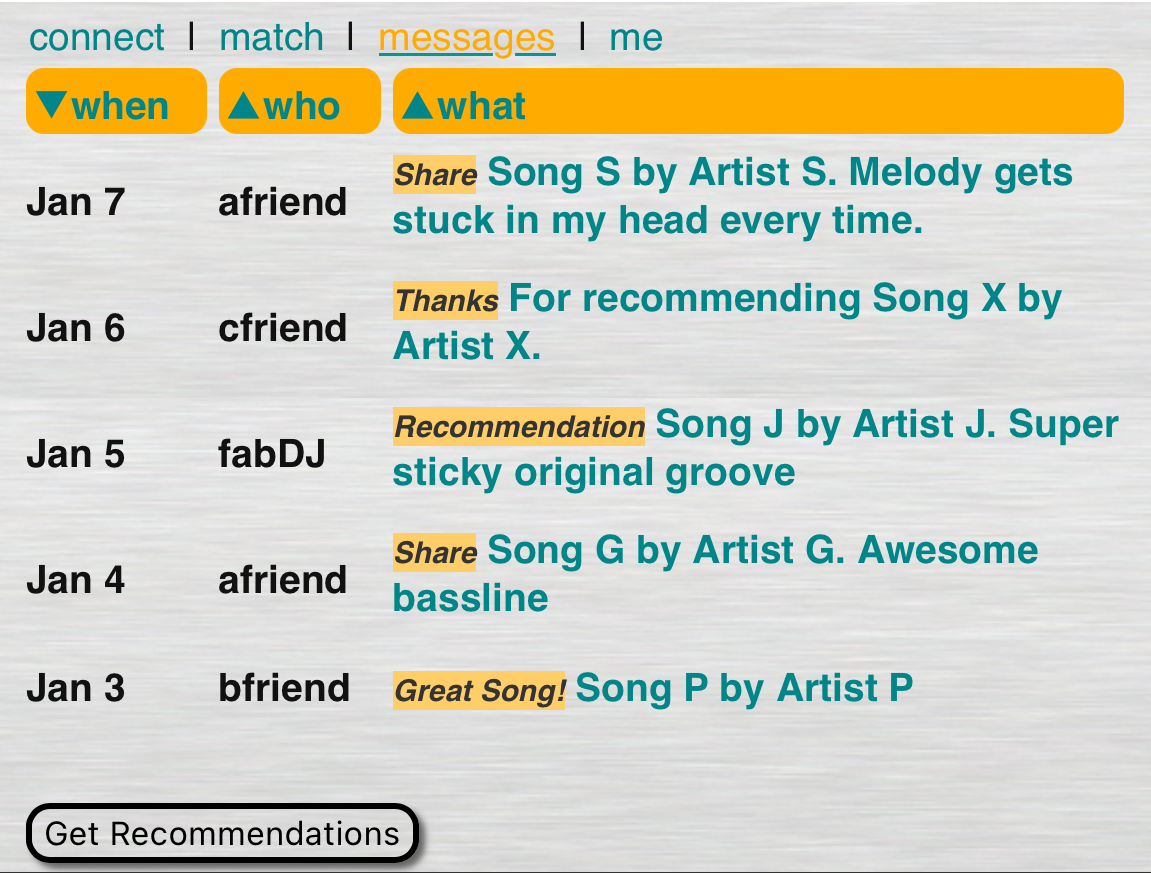 connect | match | messages | me
▼when ▲who ▲what
Jan 7 afriend Share Song S by Artist S. Melody gets
stuck in my head every time.
Jan 6 cfriend Thanks For recommending Song X by
Artist X.
Jan 5 fabDJ Recommendation Song J by Artist J. Super
sticky original groove
Jan 4 afriend Share Song G by Artist G. Awesome
bassline
Jan 3 bfriend Great Song! Song P by Artist P
Get Recommendations